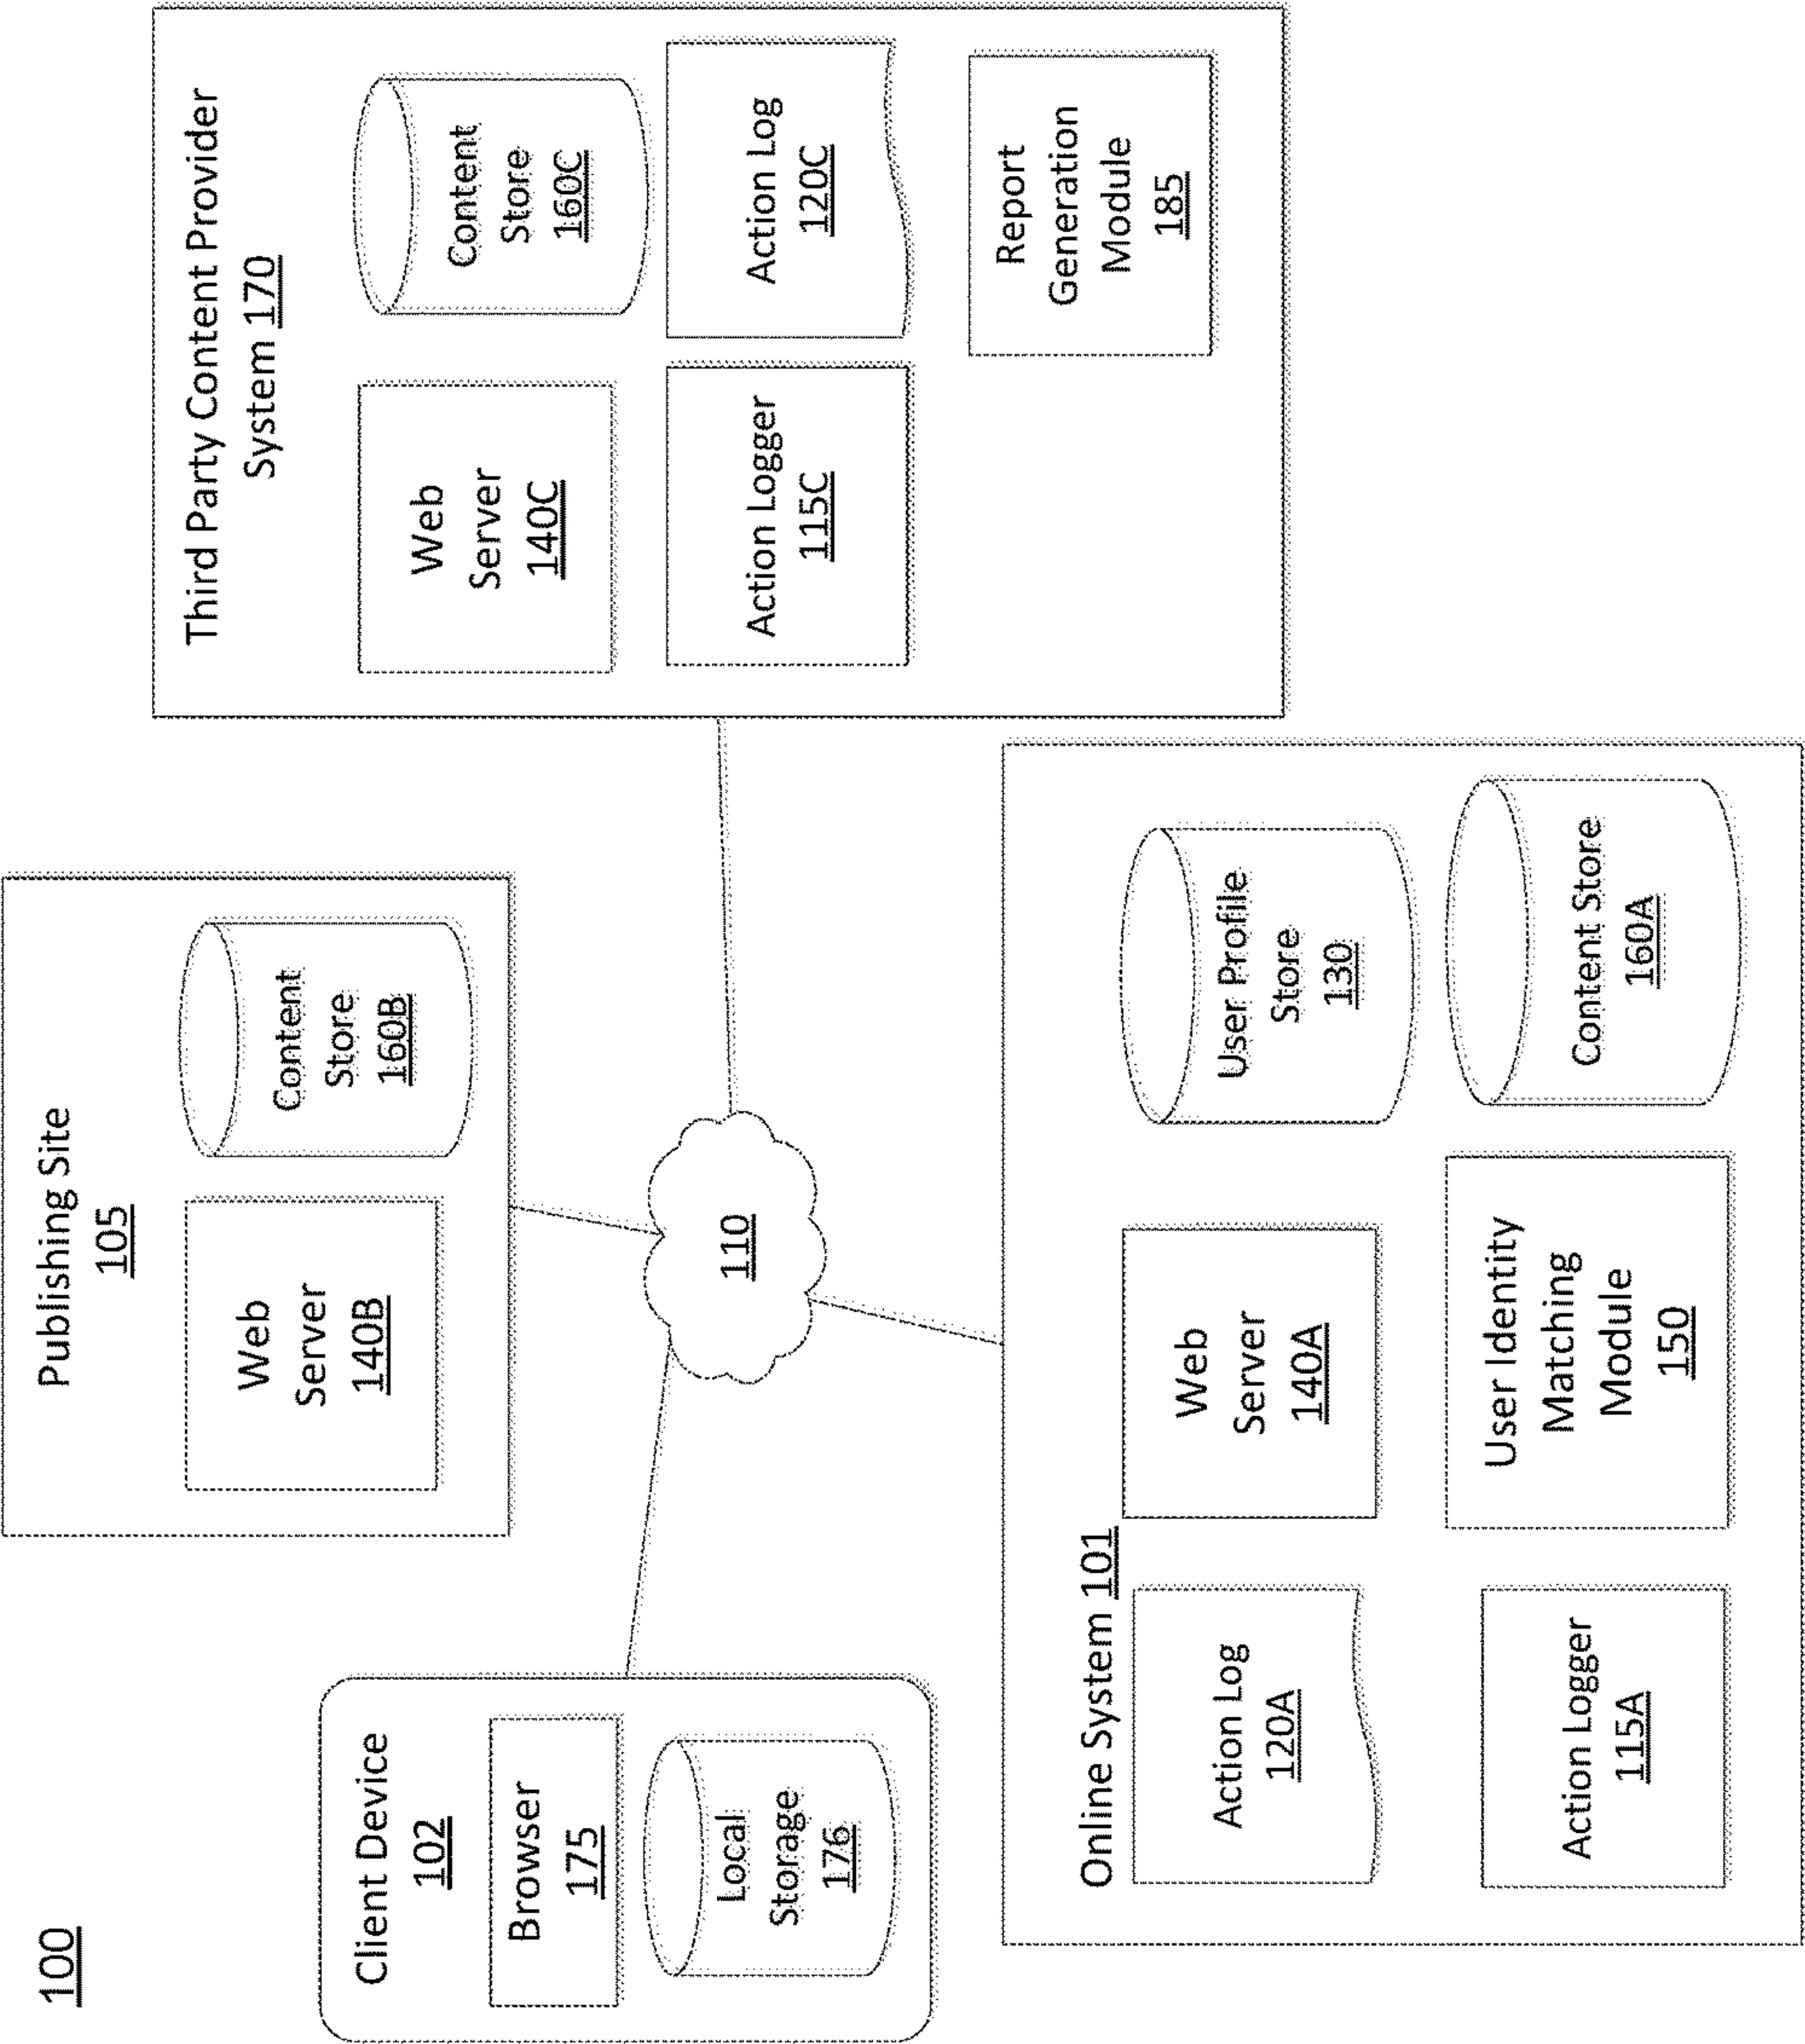 100
Client Device
102
Browser
175
Local
Storage
176
Publishing Site
105
Web
Server
140B
Content
Store
160B
110
Third Party Content Provider
System 170
Web
Server
140C
Content
Store
160C
Action Logger
115C
Action Log
120C
Report
Generation
Module
185
Online System 101
Action Log
120A
Web
Server
140A
User Profile
Store
130
Action Logger
115A
User Identity
Matching
Module
150
Content Store
160A